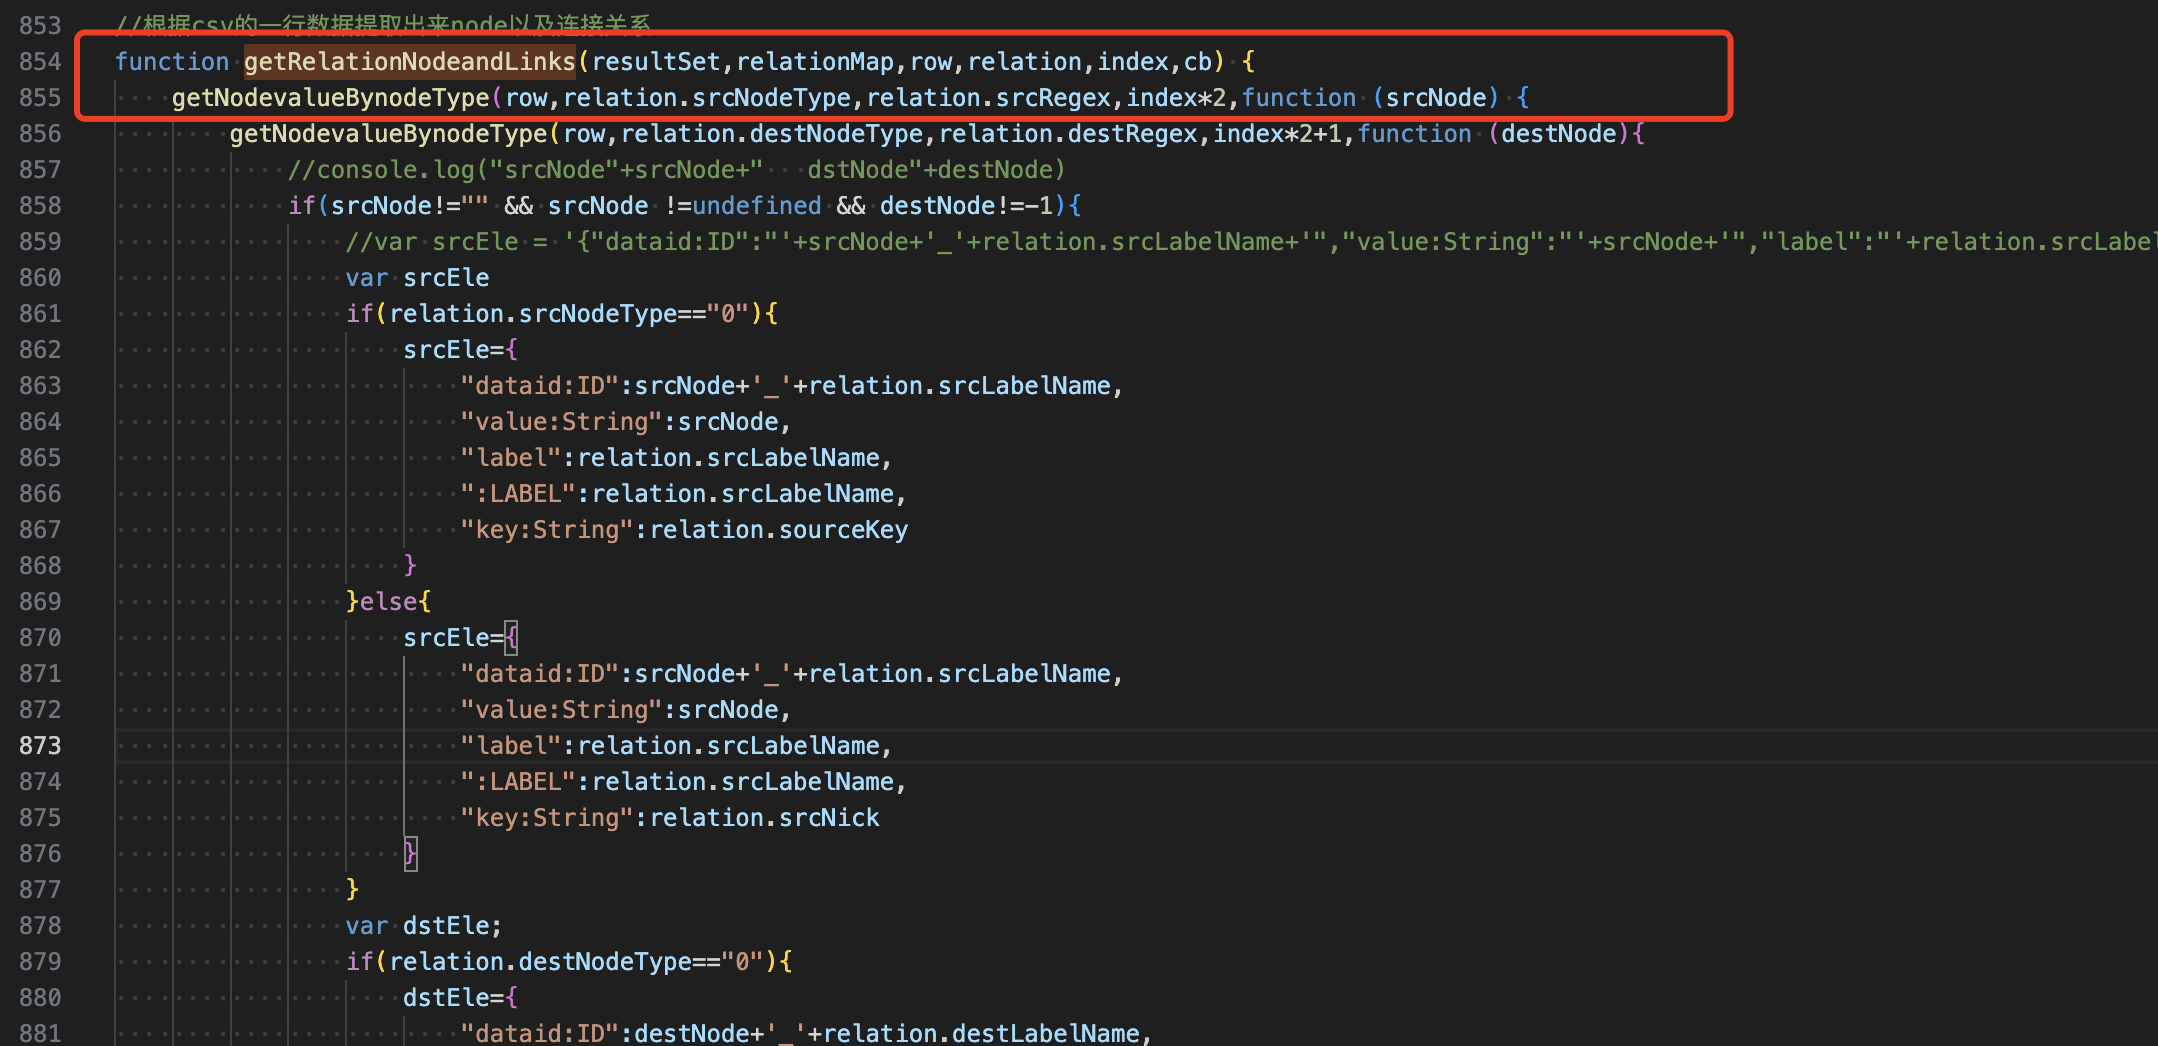 853 //根据csv的一行数据提取出来node以及连接关系
854 function getRelationNodeandLinks(resultSet,relationMap,row,relation,index,cb) {
855 getNodevalueBynodeType(row,relation.srcNodeType,relation.srcRegex,index*2,function (srcNode) {
856 getNodevalueBynodeType(row,relation.destNodeType,relation.destRegex,index*2+1,function (destNode){
857 //console.log("srcNode"+srcNode+"   dstNode"+destNode)
858 if(srcNode!="" && srcNode !=undefined && destNode!=-1){
859 //var srcEle = '{"dataid:ID":"'+srcNode+'_'+relation.srcLabelName+'","value:String":"'+srcNode+'","label":"'+relation.srcLabel
860 var srcEle
861 if(relation.srcNodeType=="0"){
862 srcEle={
863 "dataid:ID":srcNode+'_'+relation.srcLabelName,
864 "value:String":srcNode,
865 "label":relation.srcLabelName,
866 ":LABEL":relation.srcLabelName,
867 "key:String":relation.sourceKey
868 }
869 }else{
870 srcEle={
871 "dataid:ID":srcNode+'_'+relation.srcLabelName,
872 "value:String":srcNode,
873 "label":relation.srcLabelName,
874 ":LABEL":relation.srcLabelName,
875 "key:String":relation.srcNick
876 }
877 }
878 var dstEle;
879 if(relation.destNodeType=="0"){
880 dstEle={
881 "dataid:ID":destNode+'_'+relation.destLabelName,